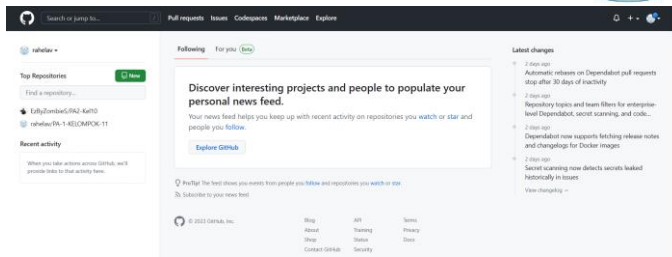 Search or jump to...
/
Pull requests Issues Codespaces Marketplace Explore
rahelav
Top Repositories
New
Find a repository...
EzByZombieS/PA2-Kel10
rahelav/PA-1-KELOMPOK-11
Recent activity
When you take actions across GitHub, we'll
provide links to that activity here.
Following For you Beta
Discover interesting projects and people to populate your
personal news feed.
Your news feed helps you keep up with recent activity on repositories you watch or star and
people you follow.
Explore GitHub
ProTip! The feed shows you events from people you follow and repositories you watch or star.
Subscribe to your news feed
© 2023 GitHub, Inc.
Blog
About
Shop
Contact GitHub
API
Training
Status
Security
Terms
Privacy
Docs
Latest changes
2 days ago
Automatic rebases on Dependabot pull requests
stop after 30 days of inactivity
2 days ago
Repository topics and team filters for enterprise-
level Dependabot, secret scanning, and code...
2 days ago
Dependabot now supports fetching release notes
and changelogs for Docker images
2 days ago
Secret scanning now detects secrets leaked
historically in issues
View changelog →